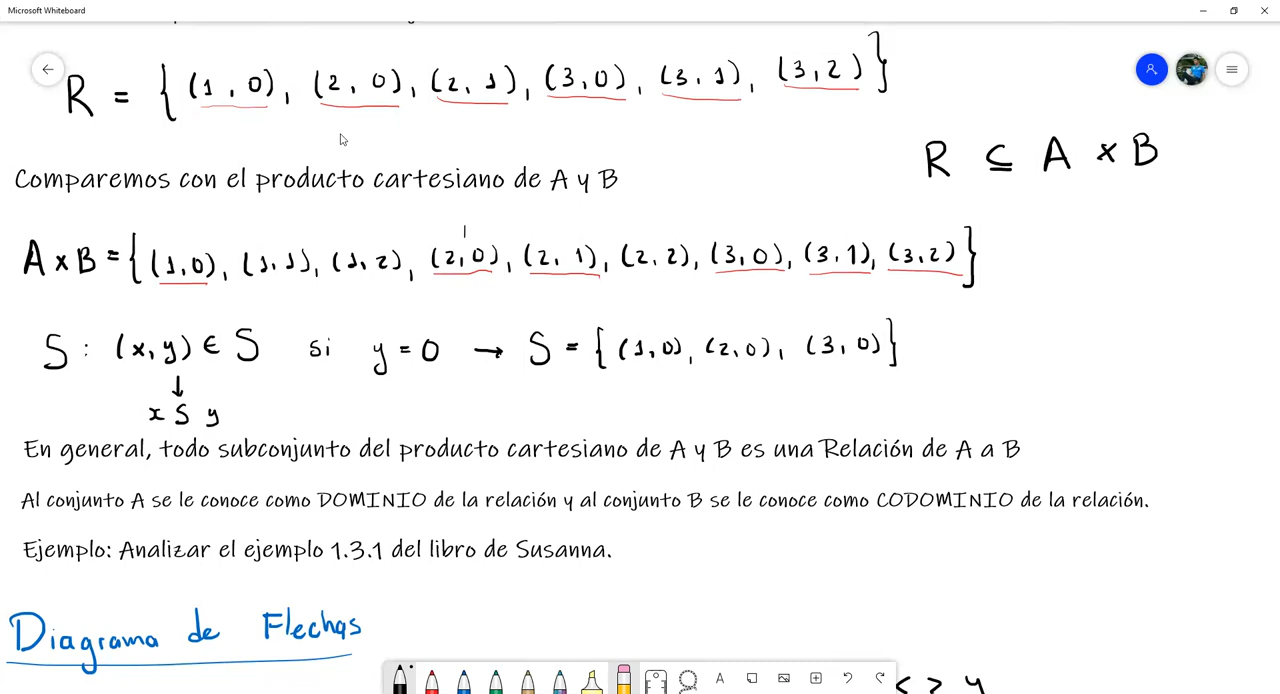 Microsoft Whiteboard
R = { (1, 0), (2, 0), (2, 1), (3, 0), (3, 1), (3, 2) }
R ⊆ A × B
Comparemos con el producto cartesiano de A y B
A × B = { (1, 0), (1, 1), (1, 2), (2, 0), (2, 1), (2, 2), (3, 0), (3, 1), (3, 2) }
S : (x, y) ∈ S si y = 0 → S = { (1, 0), (2, 0), (3, 0) }
↓
x S y
En general, todo subconjunto del producto cartesiano de A y B es una Relación de A a B
Al conjunto A se le conoce como DOMINIO de la relación y al conjunto B se le conoce como CODOMINIO de la relación.
Ejemplo: Analizar el ejemplo 1.3.1 del libro de Susanna.
Diagrama de Flechas